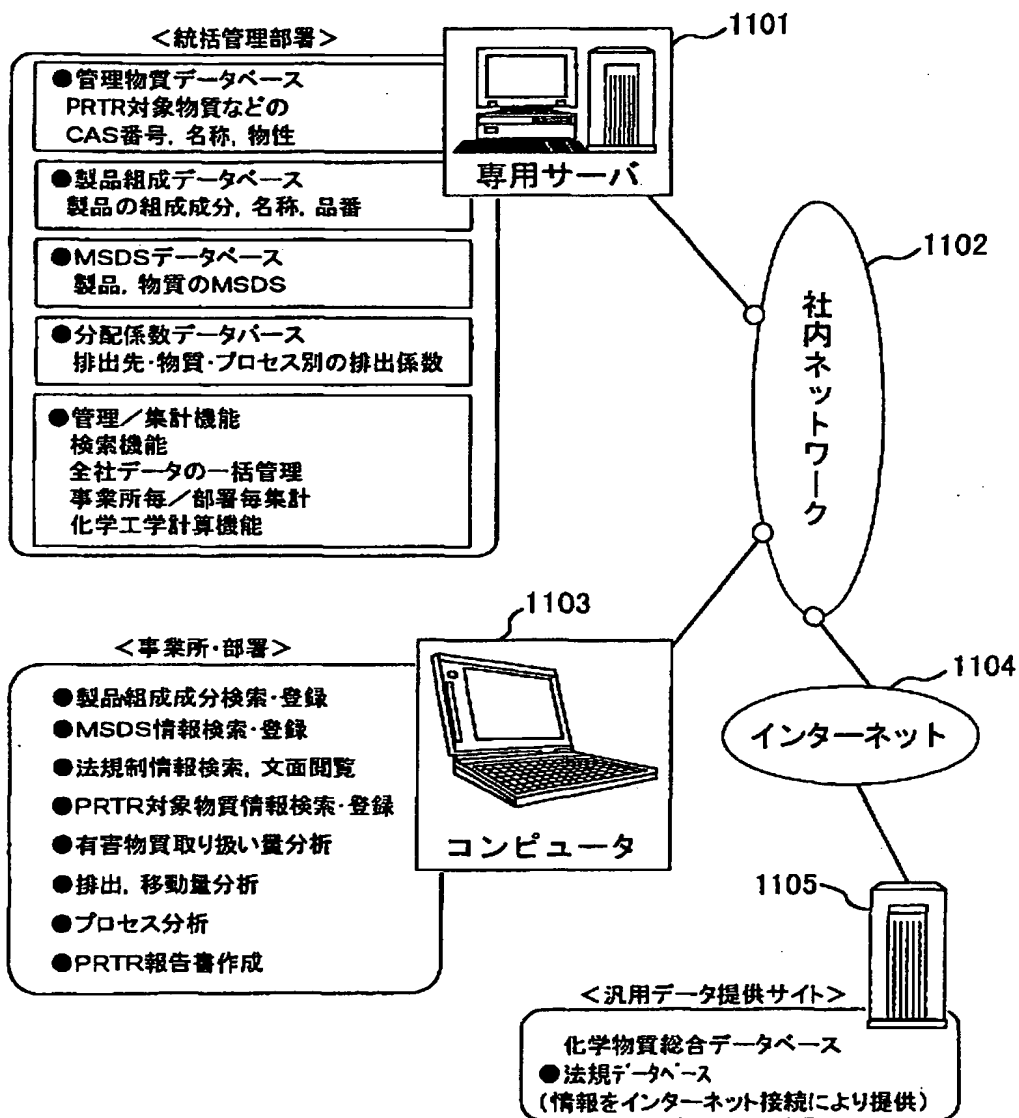 <統括管理部署>
1101
●管理物質データベース
PRTR対象物質などの
CAS番号, 名称, 物性
●製品組成データベース
製品の組成成分, 名称, 品番
●MSDSデータベース
製品, 物質のMSDS
●分配係数データバース
排出先・物質・プロセス別の排出係数
●管理／集計機能
検索機能
全社データの一括管理
事業所毎／部署毎集計
化学工学計算機能
専用サーバ
1102
社内ネットワーク
1103
<事業所・部署>
●製品組成成分検索・登録
●MSDS情報検索・登録
●法規制情報検索, 文面閲覧
●PRTR対象物質情報検索・登録
●有害物質取り扱い量分析
●排出, 移動量分析
●プロセス分析
●PRTR報告書作成
コンピュータ
1104
インターネット
1105
<汎用データ提供サイト>
化学物質総合データベース
●法規データベース
(情報をインターネット接続により提供)